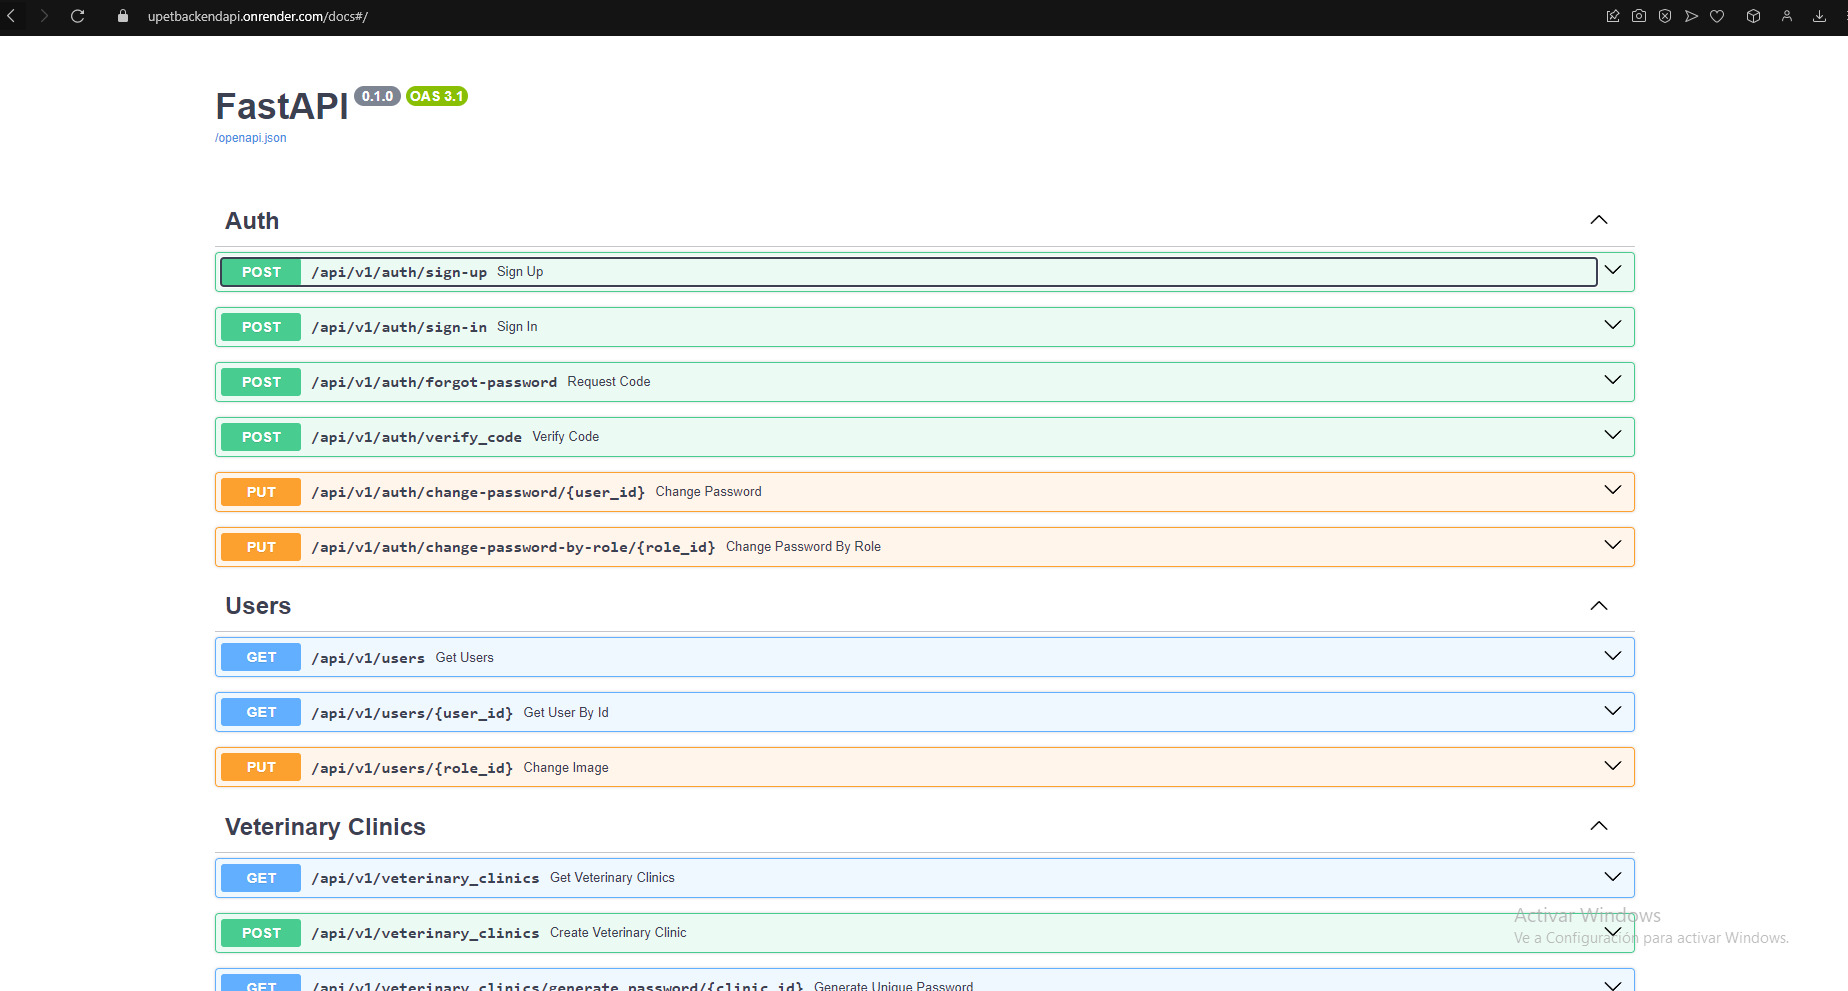 upetbackendapi.onrender.com/docs#/
FastAPI 0.1.0 OAS 3.1
/openapi.json
Auth
POST /api/v1/auth/sign-up Sign Up
POST /api/v1/auth/sign-in Sign In
POST /api/v1/auth/forgot-password Request Code
POST /api/v1/auth/verify_code Verify Code
PUT /api/v1/auth/change-password/{user_id} Change Password
PUT /api/v1/auth/change-password-by-role/{role_id} Change Password By Role
Users
GET /api/v1/users Get Users
GET /api/v1/users/{user_id} Get User By Id
PUT /api/v1/users/{role_id} Change Image
Veterinary Clinics
GET /api/v1/veterinary_clinics Get Veterinary Clinics
POST /api/v1/veterinary_clinics Create Veterinary Clinic
Activar Windows
Ve a Configuración para activar Windows.
GET /api/v1/veterinary_clinics/generate_password/{clinic_id} Generate Unique Password